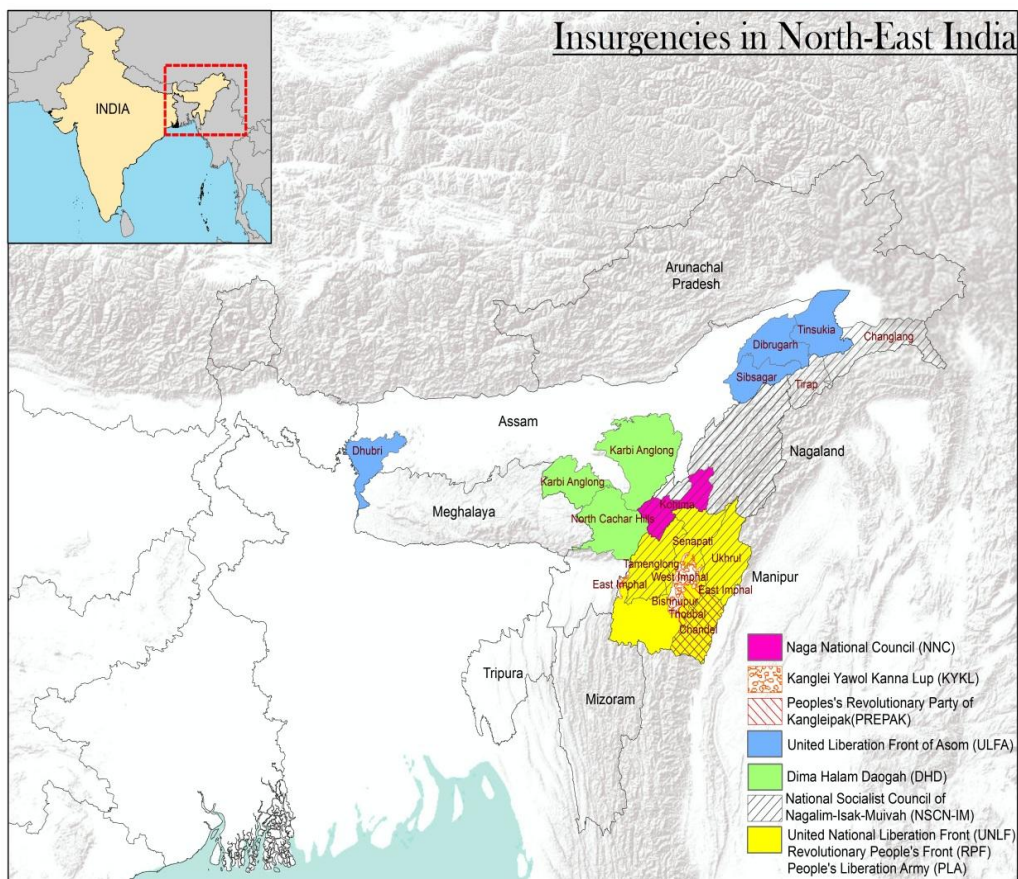 Insurgencies in North-East India
INDIA
Arunachal
Pradesh
Tinsukia
Changlang
Dibrugarh
Sibsagar
Tirap
Assam
Dhubri
Karbi Anglong
Nagaland
Karbi Anglong
Kohima
Meghalaya
North Cachar Hills
Senapati
Ukhrul
Tamenglong
West Imphal
Manipur
East Imphal
East Imphal
Bishnupur
Thoubal
Chandel
Tripura
Mizoram
Naga National Council (NNC)
Kanglei Yawol Kanna Lup (KYKL)
Peoples's Revolutionary Party of
Kangleipak(PREPAK)
United Liberation Front of Asom (ULFA)
Dima Halam Daogah (DHD)
National Socialist Council of
Nagalim-Isak-Muivah (NSCN-IM)
United National Liberation Front (UNLF)
Revolutionary People's Front (RPF)
People's Liberation Army (PLA)